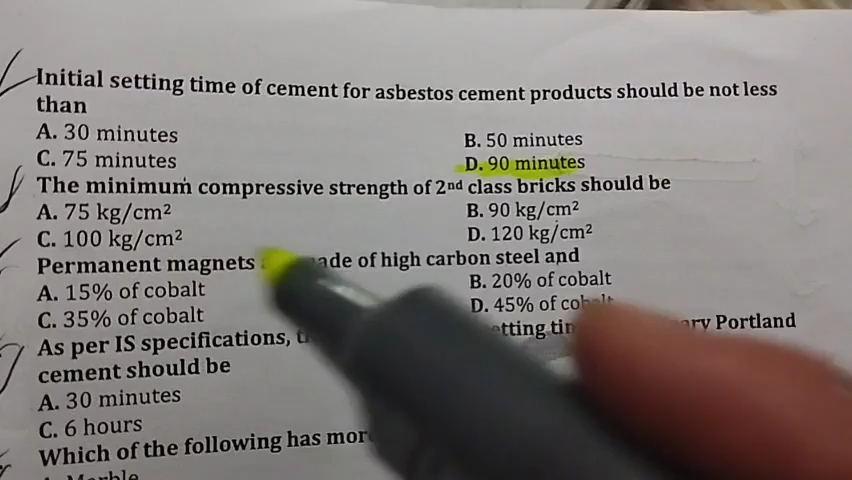 Initial setting time of cement for asbestos cement products should be not less
than
A. 30 minutes
B. 50 minutes
C. 75 minutes
D. 90 minutes
The minimum compressive strength of 2nd class bricks should be
A. 75 kg/cm²
B. 90 kg/cm²
C. 100 kg/cm²
D. 120 kg/cm²
Permanent magnets of high carbon steel and
A. 15% of cobalt
B. 20% of cobalt
C. 35% of cobalt
D. 45% of
As per IS specifications, Portland
cement should be
A. 30 minutes
C. 6 hours
Which of the following has